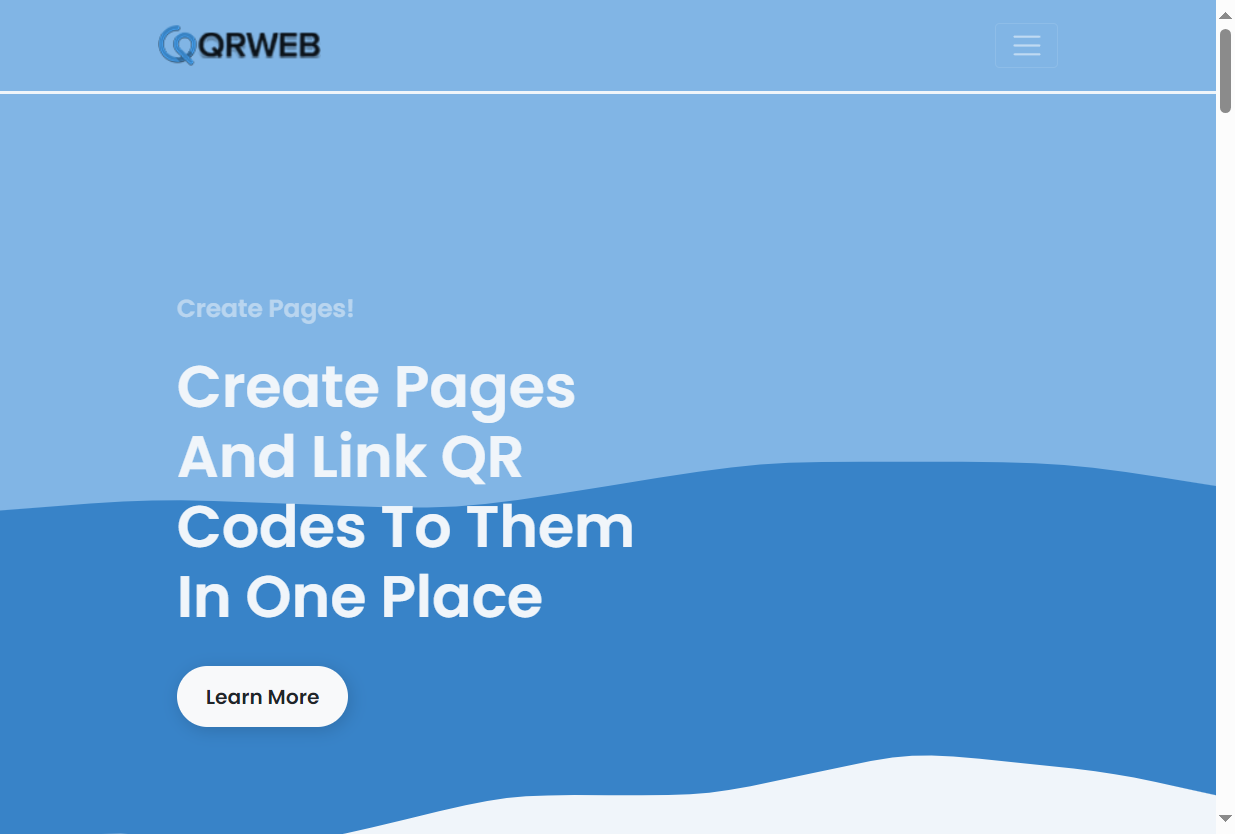 QRWEB
Create Pages!
Create Pages
And Link QR
Codes To Them
In One Place
Learn More